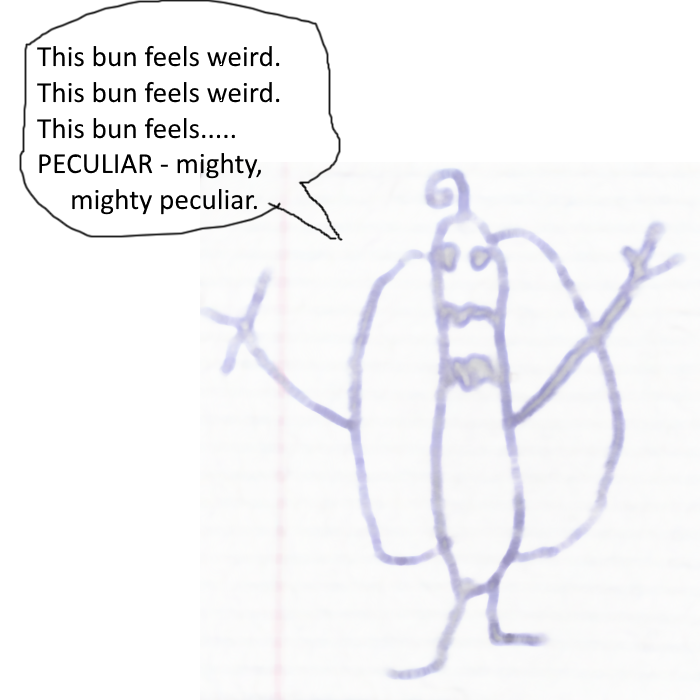 This bun feels weird.
This bun feels weird.
This bun feels.....
PECULIAR - mighty,
mighty peculiar.